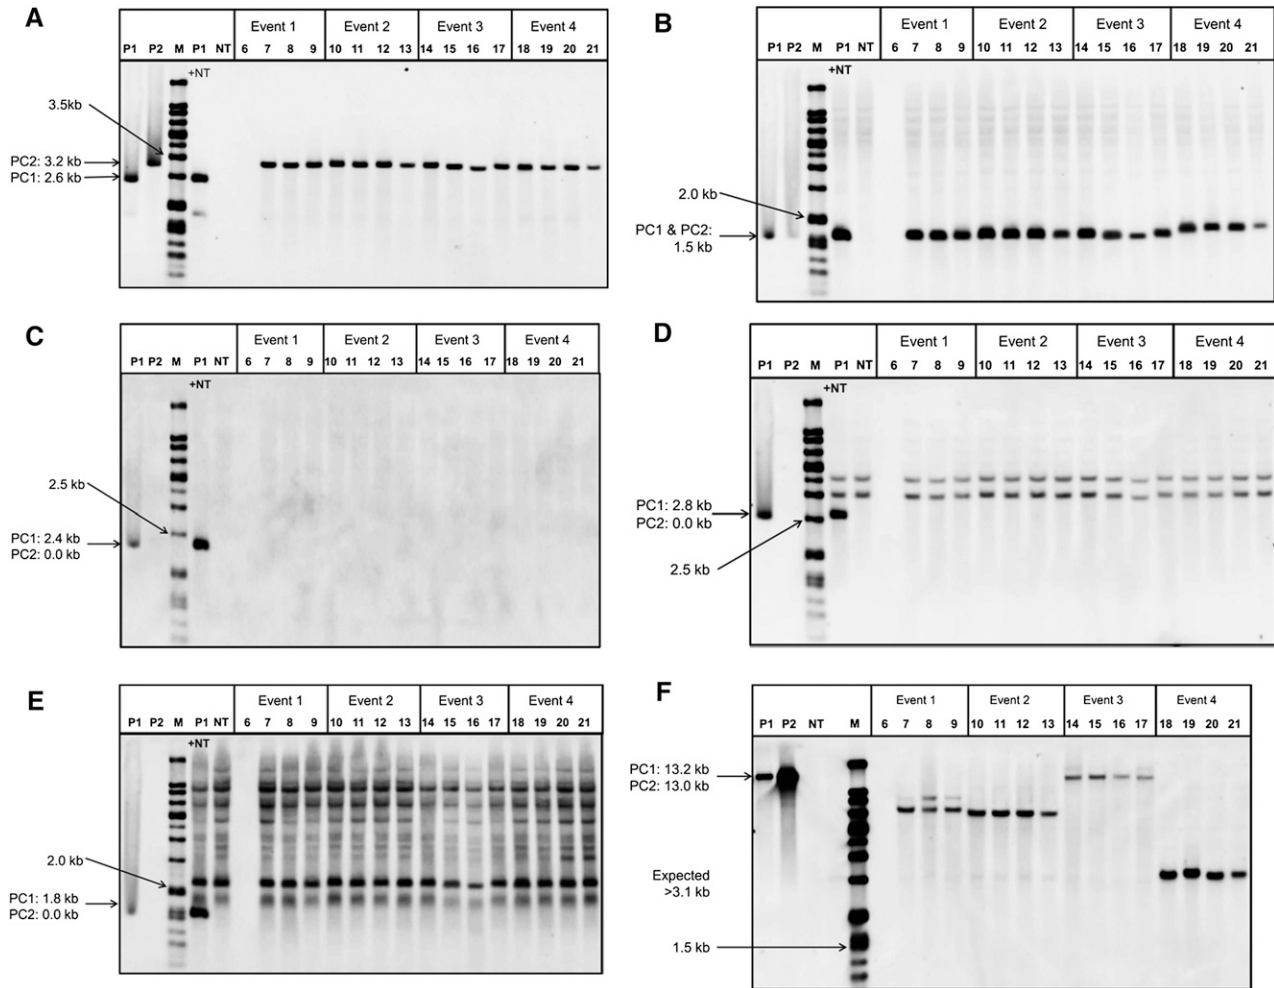 A
Event 1 Event 2 Event 3 Event 4
P1 P2 M P1 NT 6 7 8 9 10 11 12 13 14 15 16 17 18 19 20 21
+NT
3.5kb
PC2: 3.2 kb
PC1: 2.6 kb
B
Event 1 Event 2 Event 3 Event 4
P1 P2 M P1 NT 6 7 8 9 10 11 12 13 14 15 16 17 18 19 20 21
+NT
2.0 kb
PC1 & PC2:
1.5 kb
C
Event 1 Event 2 Event 3 Event 4
P1 P2 M P1 NT 6 7 8 9 10 11 12 13 14 15 16 17 18 19 20 21
+NT
2.5 kb
PC1: 2.4 kb
PC2: 0.0 kb
D
Event 1 Event 2 Event 3 Event 4
P1 P2 M P1 NT 6 7 8 9 10 11 12 13 14 15 16 17 18 19 20 21
+NT
PC1: 2.8 kb
PC2: 0.0 kb
2.5 kb
E
Event 1 Event 2 Event 3 Event 4
P1 P2 M P1 NT 6 7 8 9 10 11 12 13 14 15 16 17 18 19 20 21
+NT
2.0 kb
PC1: 1.8 kb
PC2: 0.0 kb
F
Event 1 Event 2 Event 3 Event 4
P1 P2 NT M 6 7 8 9 10 11 12 13 14 15 16 17 18 19 20 21
PC1: 13.2 kb
PC2: 13.0 kb
Expected
>3.1 kb
1.5 kb